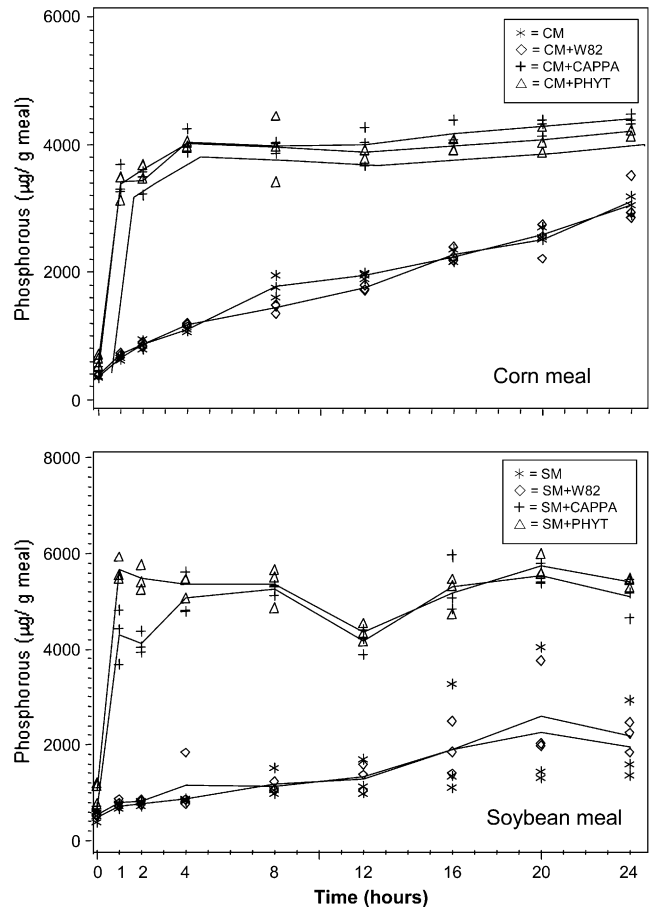 6000
4000
2000
0
Phosphorous (µg/ g meal)
✳ = CM
◇ = CM+W82
+ = CM+CAPPA
△ = CM+PHYT
Corn meal
8000
6000
4000
2000
0
Phosphorous (µg/ g meal)
✳ = SM
◇ = SM+W82
+ = SM+CAPPA
△ = SM+PHYT
Soybean meal
0 1 2 4 8 12 16 20 24
Time (hours)